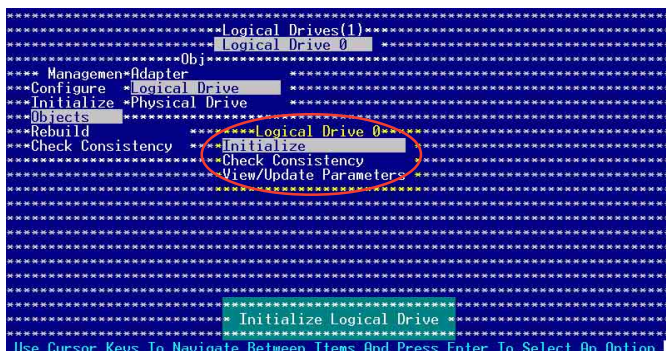 Logical Drives(1)
Logical Drive 0
Obj
Managemen
Adapter
Configure
Logical Drive
Initialize
Physical Drive
Objects
Rebuild
Logical Drive 0
Check Consistency
Initialize
Check Consistency
View/Update Parameters
Initialize Logical Drive
Use Cursor Keys To Navigate Between Items And Press Enter To Select An Option